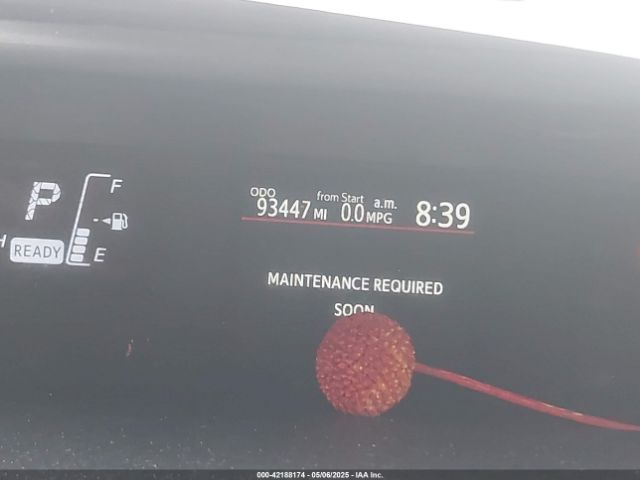 P
F
H READY
E
ODO from Start a.m.
93447 MI 0.0 MPG 8:39
MAINTENANCE REQUIRED
SOON
000-42188174 - 05/06/2025 - IAA Inc.